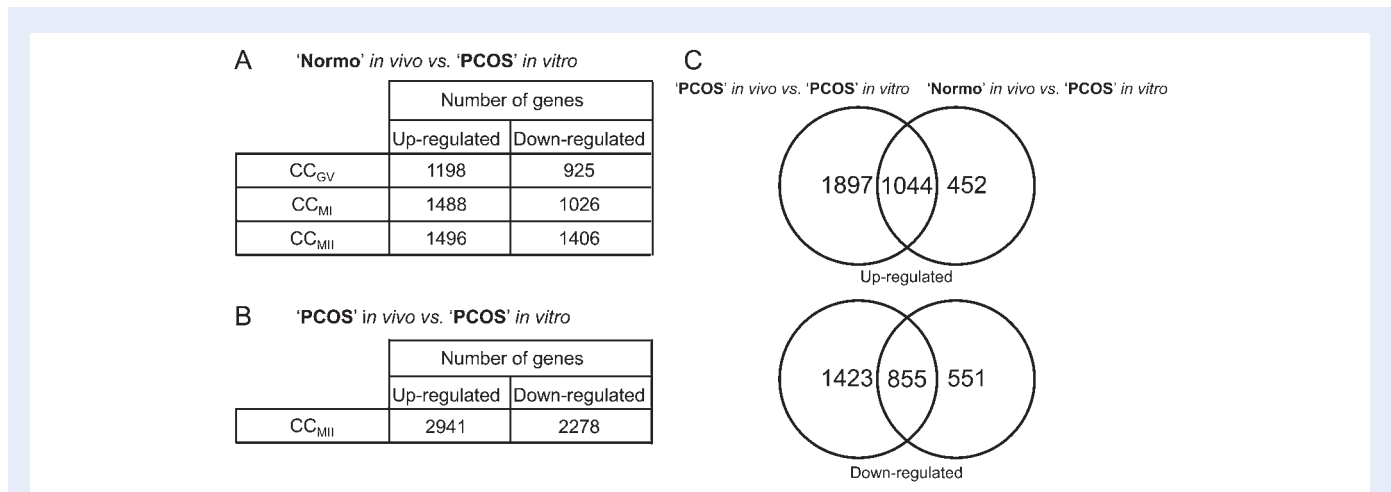 A 'Normo' in vivo vs. 'PCOS' in vitro
Number of genes
Up-regulated Down-regulated
CCGV 1198 925
CCMI 1488 1026
CCMII 1496 1406
B 'PCOS' in vivo vs. 'PCOS' in vitro
Number of genes
Up-regulated Down-regulated
CCMII 2941 2278
C
'PCOS' in vivo vs. 'PCOS' in vitro 'Normo' in vivo vs. 'PCOS' in vitro
1897 1044 452
Up-regulated
1423 855 551
Down-regulated